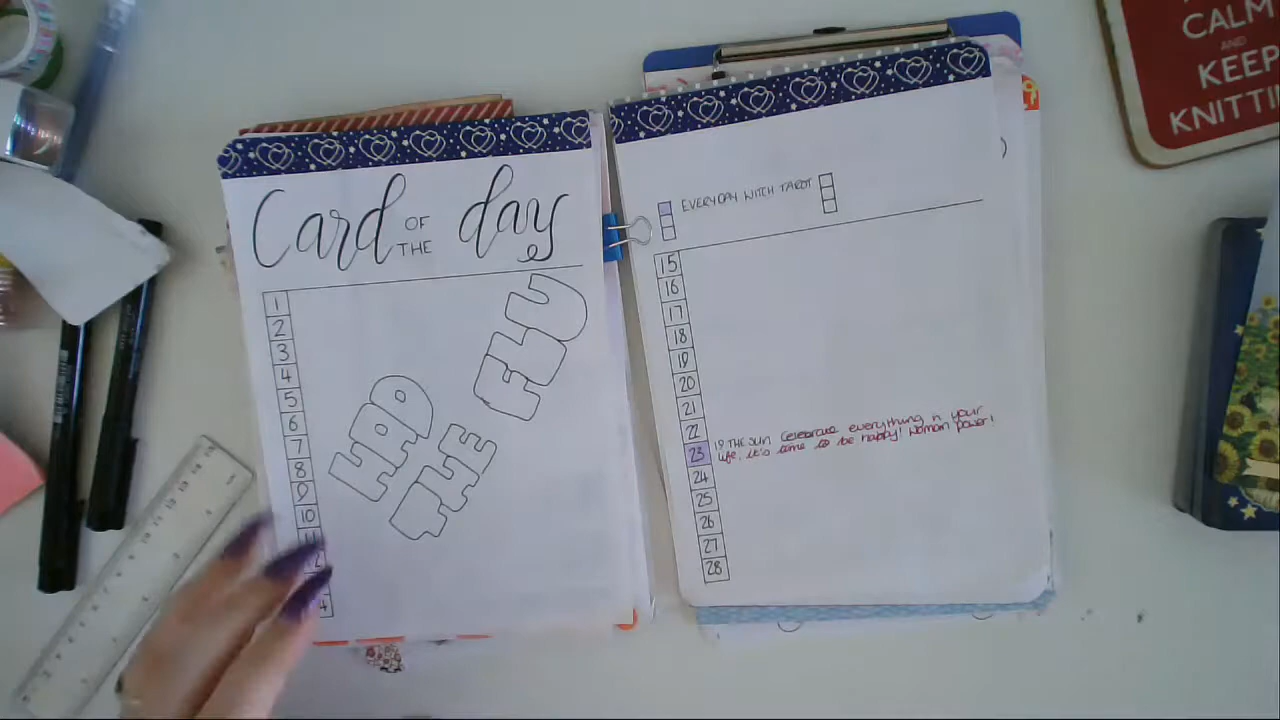 Card OF THE day
1
2
3
4
5
6
7
8
9
10
HAD
THE
FLU
EVERYDAY WITCH TAROT
15
16
17
18
19
20
21
22
23 19 THE SUN Celebrate everything in your
life. it's time to be happy! Woman power!
24
25
26
27
28
CALM
AND
KEEP
KNITTIN